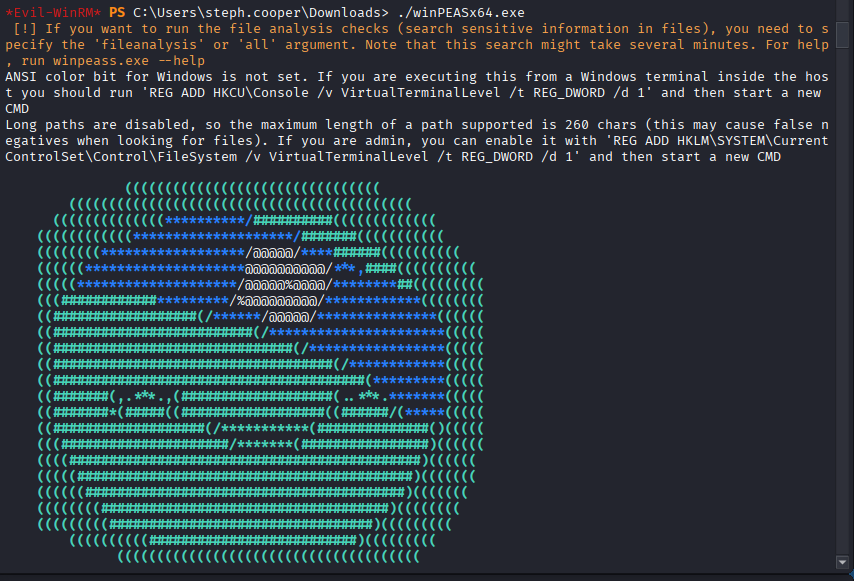 *Evil-WinRM* PS C:\Users\steph.cooper\Downloads> ./winPEASx64.exe
[!] If you want to run the file analysis checks (search sensitive information in files), you need to s
pecify the 'fileanalysis' or 'all' argument. Note that this search might take several minutes. For help
, run winpeass.exe --help
ANSI color bit for Windows is not set. If you are executing this from a Windows terminal inside the hos
t you should run 'REG ADD HKCU\Console /v VirtualTerminalLevel /t REG_DWORD /d 1' and then start a new
CMD
Long paths are disabled, so the maximum length of a path supported is 260 chars (this may cause false n
egatives when looking for files). If you are admin, you can enable it with 'REG ADD HKLM\SYSTEM\Current
ControlSet\Control\FileSystem /v VirtualTerminalLevel /t REG_DWORD /d 1' and then start a new CMD